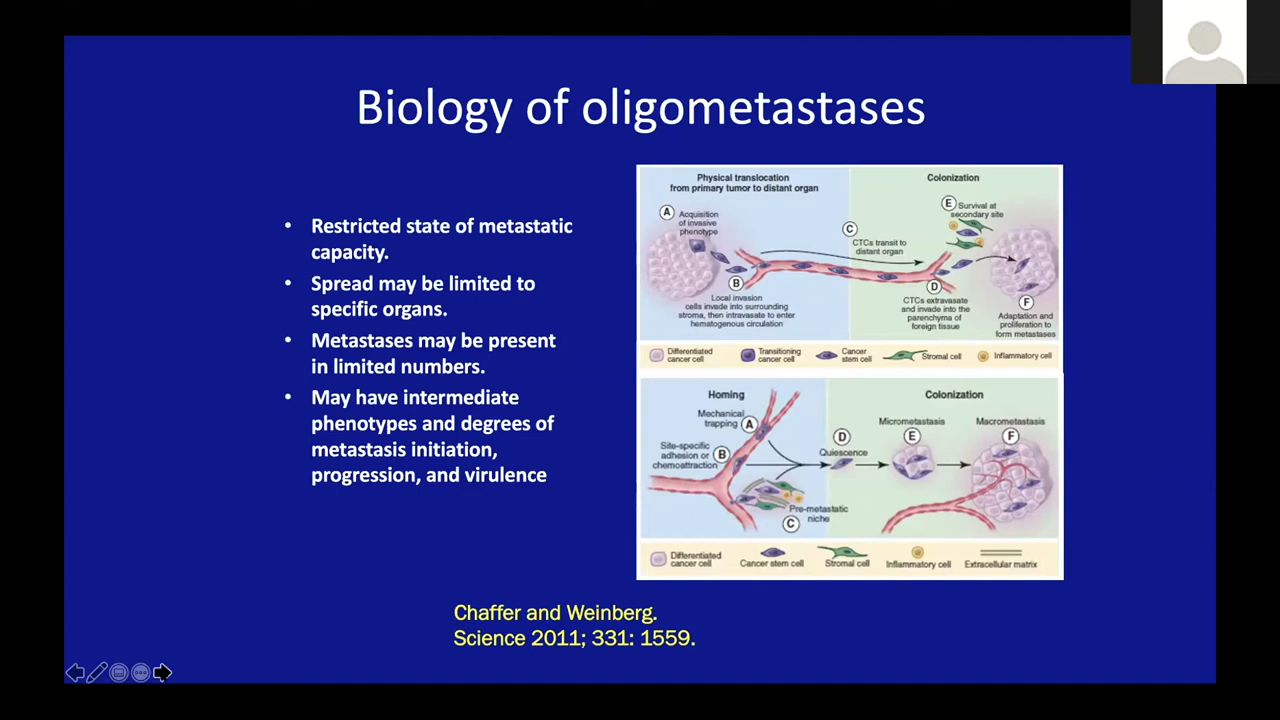 Biology of oligometastases
• Restricted state of metastatic
capacity.
• Spread may be limited to
specific organs.
• Metastases may be present
in limited numbers.
• May have intermediate
phenotypes and degrees of
metastasis initiation,
progression, and virulence
Physical translocation
from primary tumor to distant organ
Colonization
A
Acquisition
of invasive
phenotype
B
Local invasion
cells invade into surrounding
stroma, then intravasate to enter
hematogenous circulation
C
CTCs transit to
distant organ
D
CTCs extravasate
and invade into the
parenchyma of
foreign tissue
E
Survival at
secondary site
F
Adaptation and
proliferation to
form metastases
Differentiated
cancer cell
Transitioning
cancer cell
Cancer
stem cell
Stromal cell
Inflammatory cell
Homing
Colonization
Mechanical
trapping
A
Site-specific
adhesion or
chemoattraction
B
Pre-metastatic
niche
C
D
Quiescence
Micrometastasis
E
Macrometastasis
F
Differentiated
cancer cell
Cancer stem cell
Stromal cell
Inflammatory cell
Extracellular matrix
Chaffer and Weinberg.
Science 2011; 331: 1559.